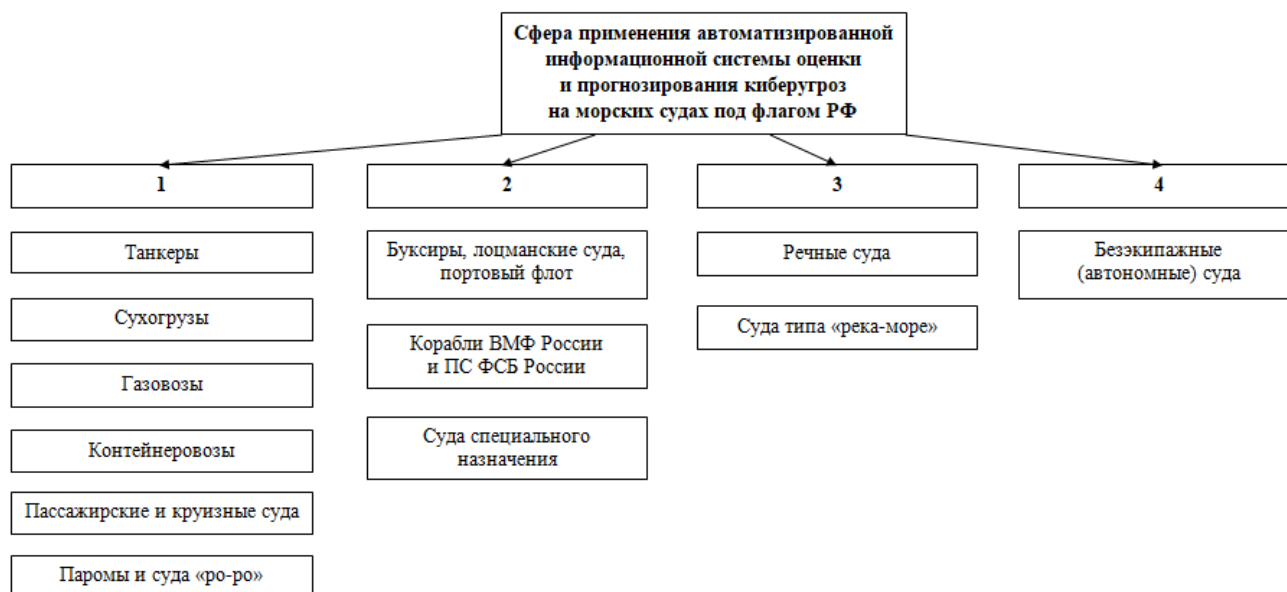 Сфера применения автоматизированной
информационной системы оценки
и прогнозирования киберугроз
на морских судах под флагом РФ
1
2
3
4
Танкеры
Сухогрузы
Газовозы
Контейнеровозы
Пассажирские и круизные суда
Паромы и суда «ро-ро»
Буксиры, лоцманские суда,
портовый флот
Корабли ВМФ России
и ПС ФСБ России
Суда специального
назначения
Речные суда
Суда типа «река-море»
Безэкипажные
(автономные) суда